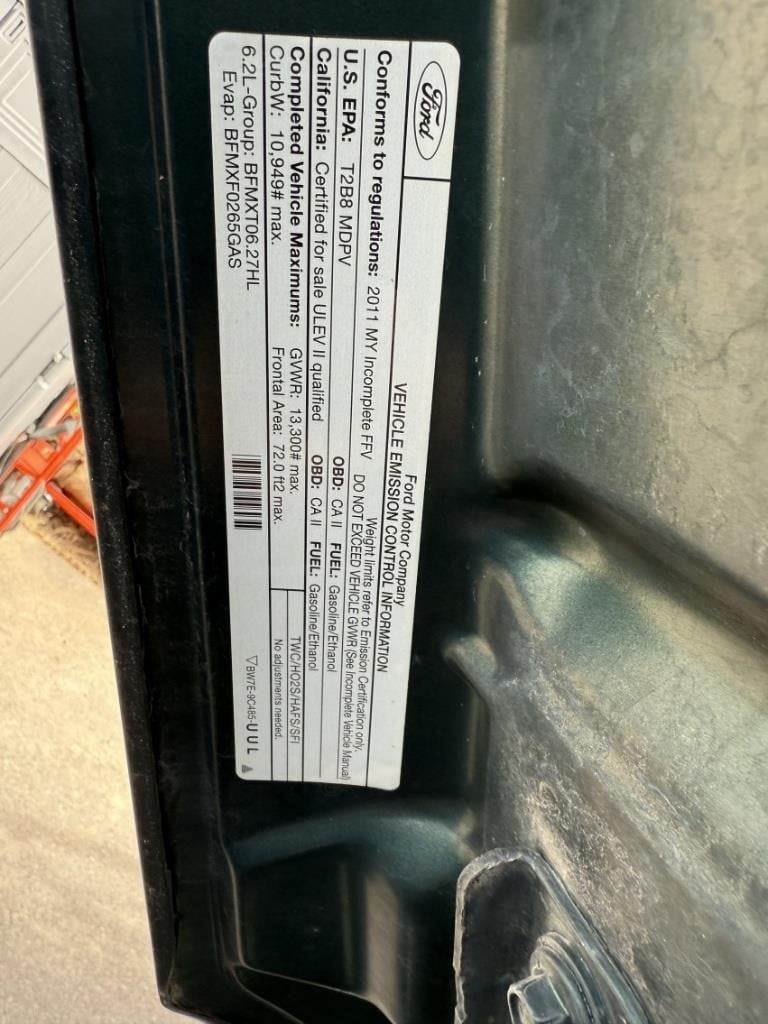 Ford
Ford Motor Company
VEHICLE EMISSION CONTROL INFORMATION
Conforms to regulations: 2011 MY Incomplete FFV
Weight limits refer to Emission Certification only.
DO NOT EXCEED VEHICLE GVWR (See Incomplete Vehicle Manual)
U.S. EPA: T2B8 MDPV OBD: CA II FUEL: Gasoline/Ethanol
California: Certified for sale ULEV II qualified OBD: CA II FUEL: Gasoline/Ethanol
Completed Vehicle Maximums: GVWR: 13,300# max.
CurbW: 10,949# max. Frontal Area: 72.0 ft2 max.
TWC/HO2S/HAFS/SFI
No adjustments needed.
6.2L-Group: BFMXT06.27HL
Evap: BFMXF0265GAS
BW7E-9C485-UUL